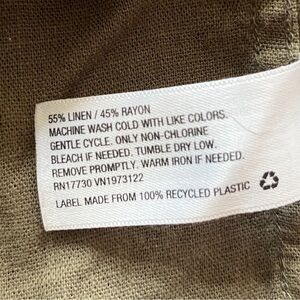 55% LINEN / 45% RAYON
MACHINE WASH COLD WITH LIKE COLORS.
GENTLE CYCLE. ONLY NON-CHLORINE
BLEACH IF NEEDED. TUMBLE DRY LOW.
REMOVE PROMPTLY. WARM IRON IF NEEDED.
RN17730 VN1973122
LABEL MADE FROM 100% RECYCLED PLASTIC